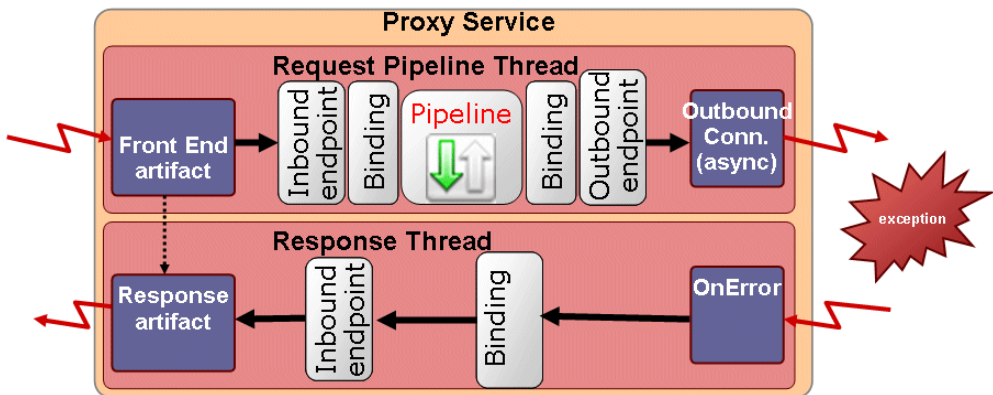 Proxy Service
Request Pipeline Thread
Front End
artifact
Inbound
endpoint
Binding
Pipeline
Binding
Outbound
endpoint
Outbound
Conn.
(async)
exception
Response Thread
Response
artifact
Inbound
endpoint
Binding
OnError